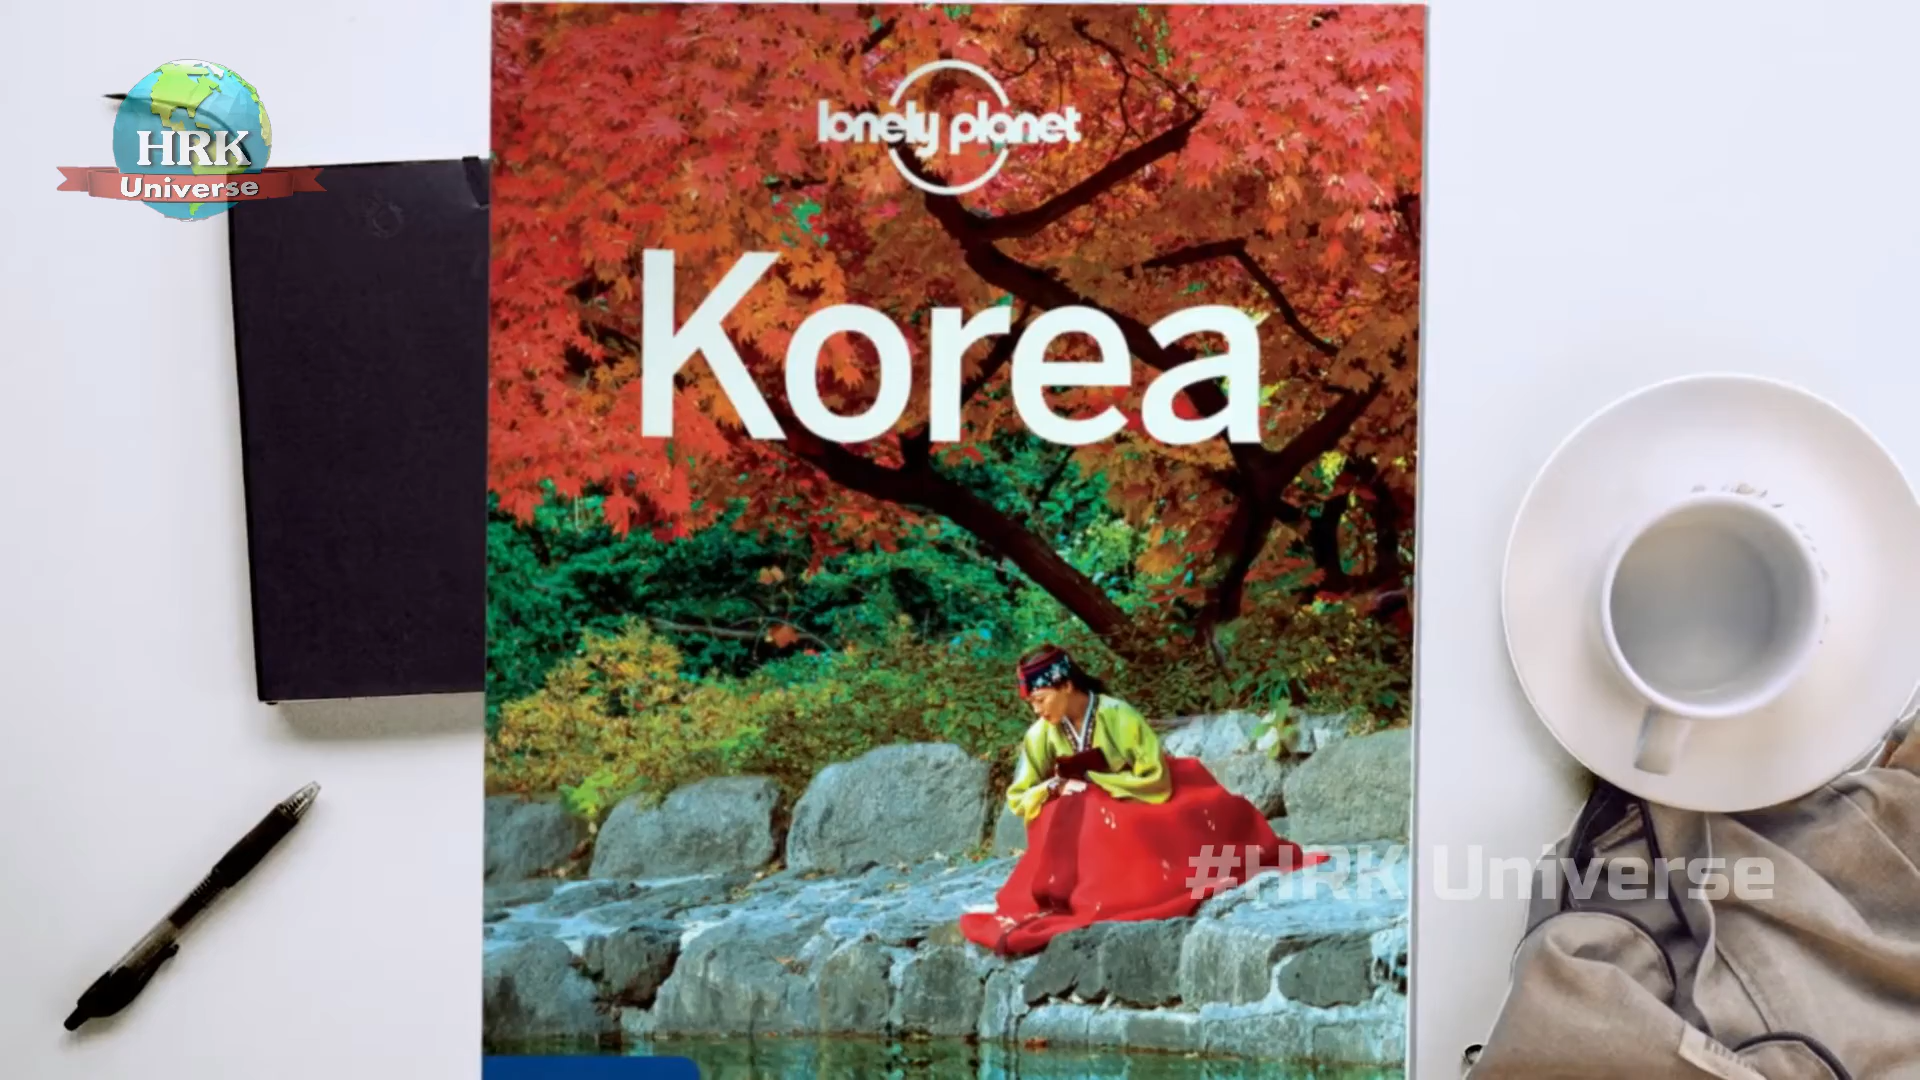 HRK
Universe
lonely planet
Korea
#HRK Universe